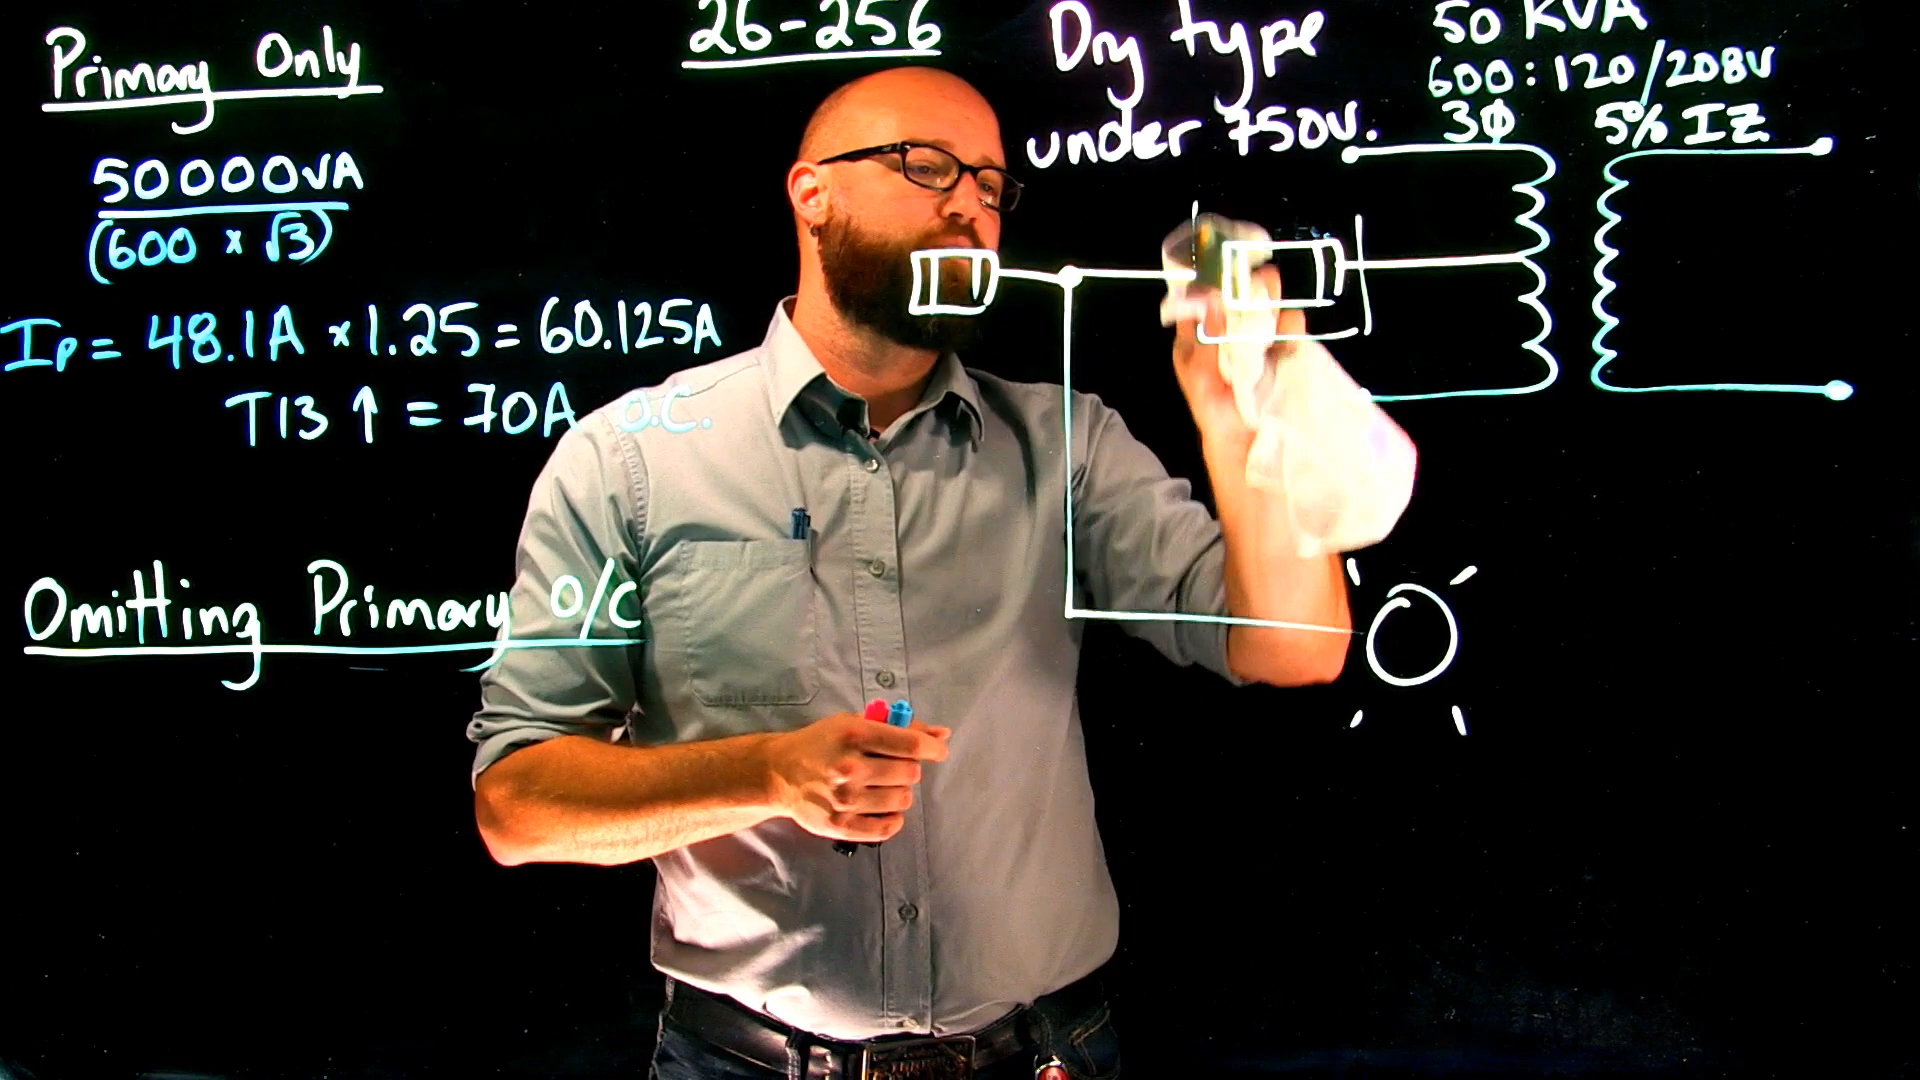 26-256
Primary Only
50000VA
(600 x √3)
Ip = 48.1A x 1.25 = 60.125A
T13 ↑ = 70A O.C.
Omitting Primary O/C
Dry type
under 750V.
50 KVA
600:120/208V
3Φ 5% IZ